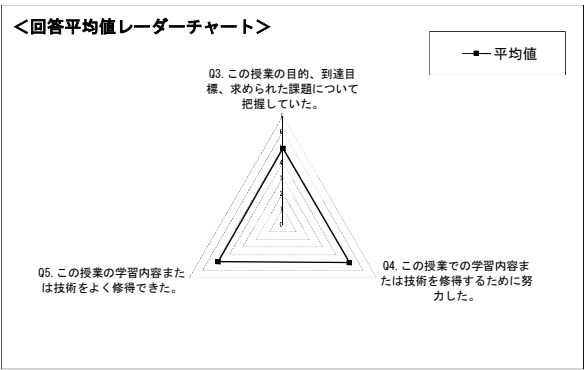 ＜回答平均値レーダーチャート＞
平均値
Q3. この授業の目的、到達目
標、求められた課題について
把握していた。
4
3
2
1
0
Q5. この授業の学習内容また
は技術をよく修得できた。
Q4. この授業での学習内容ま
たは技術を修得するために努
力した。